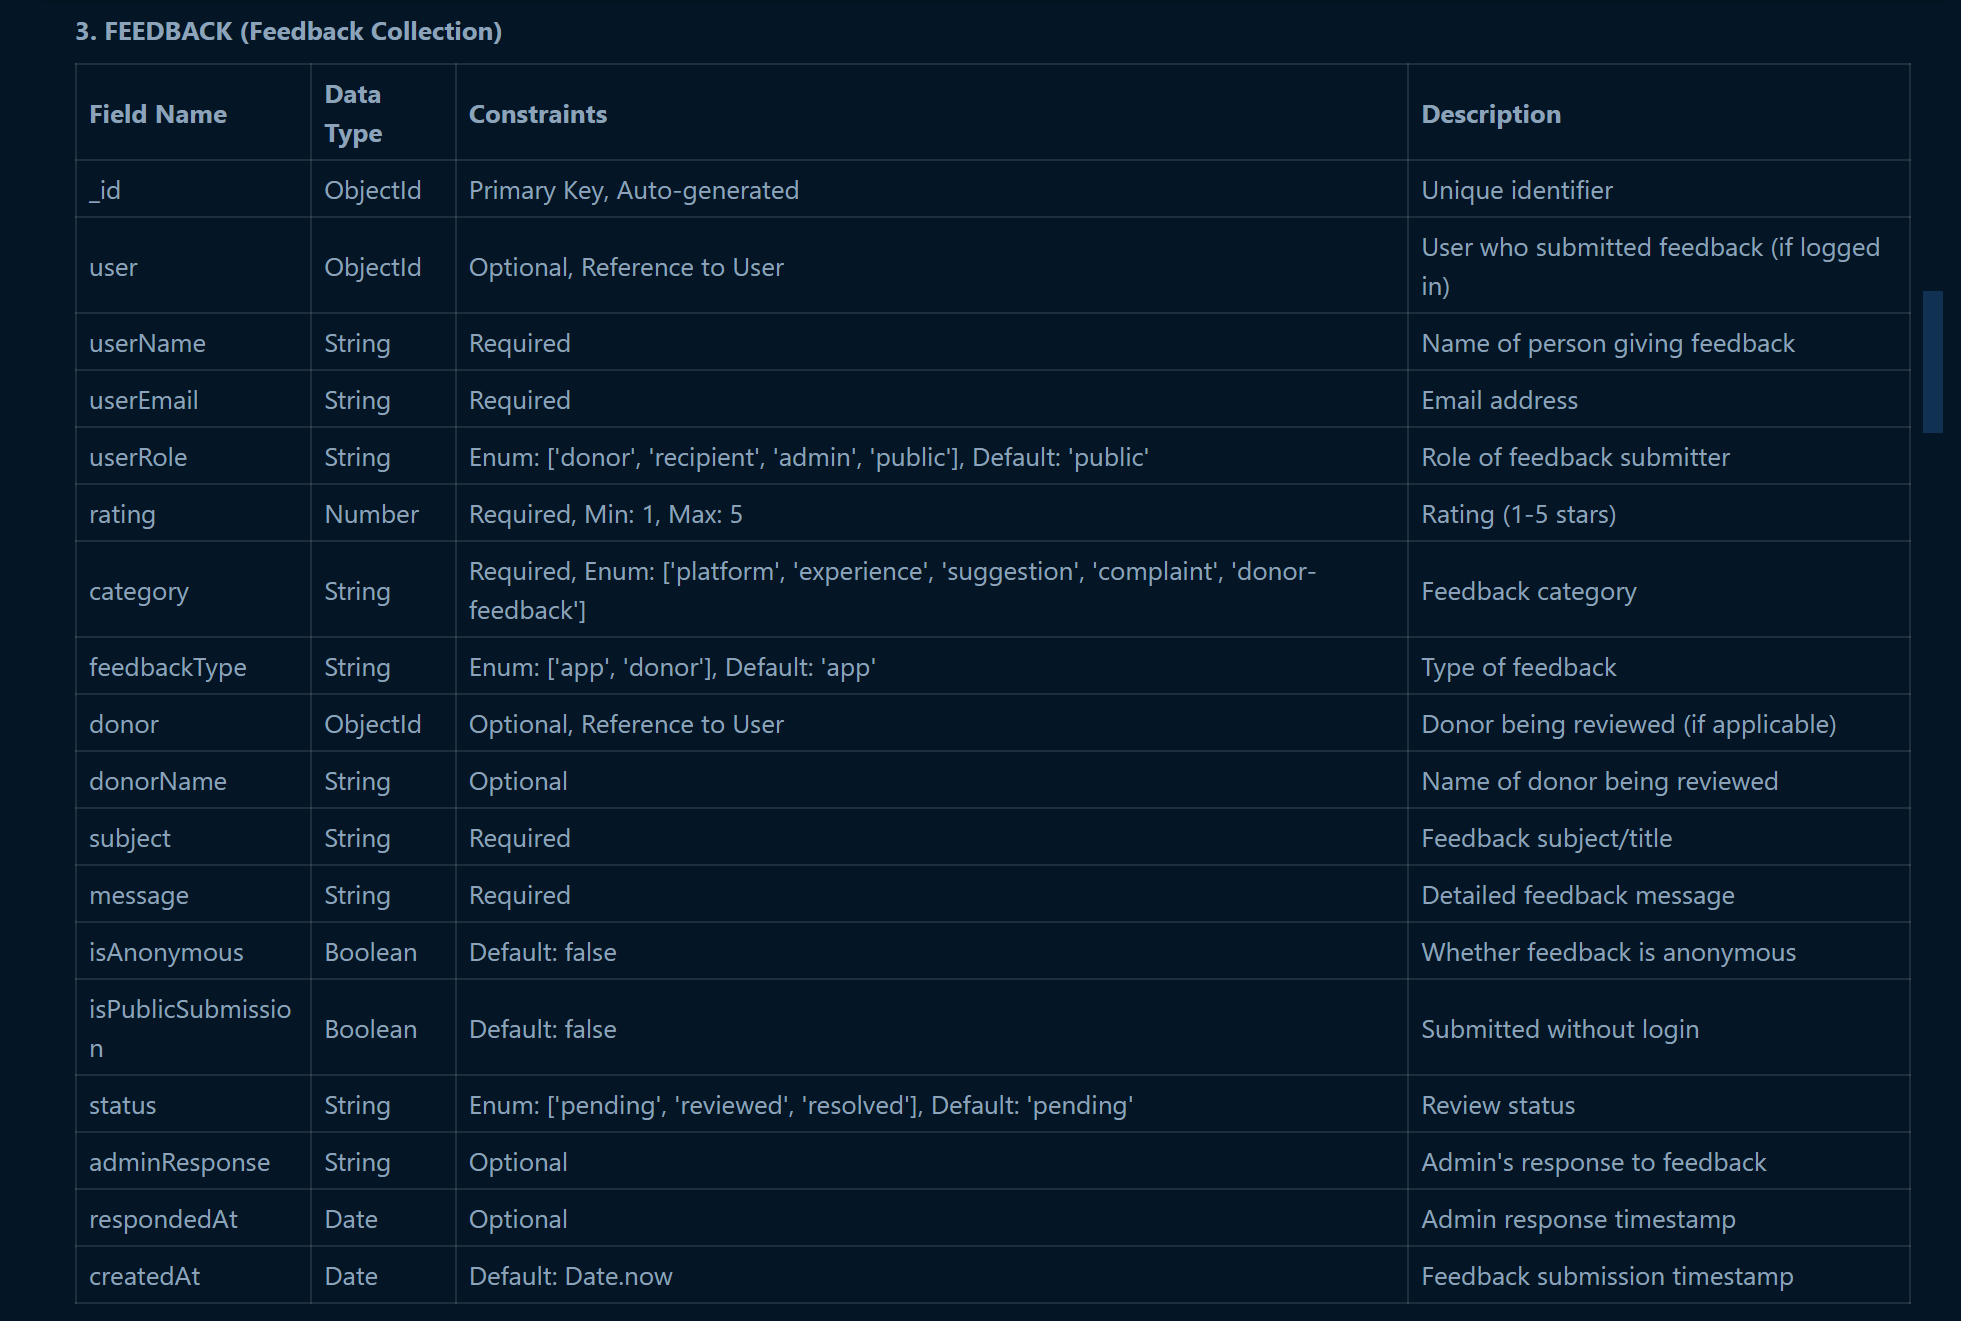 3. FEEDBACK (Feedback Collection)
Field Name
Data
Type
Constraints
Description
_id
ObjectId
Primary Key, Auto-generated
Unique identifier
user
ObjectId
Optional, Reference to User
User who submitted feedback (if logged
in)
userName
String
Required
Name of person giving feedback
userEmail
String
Required
Email address
userRole
String
Enum: ['donor', 'recipient', 'admin', 'public'], Default: 'public'
Role of feedback submitter
rating
Number
Required, Min: 1, Max: 5
Rating (1-5 stars)
category
String
Required, Enum: ['platform', 'experience', 'suggestion', 'complaint', 'donor-
feedback']
Feedback category
feedbackType
String
Enum: ['app', 'donor'], Default: 'app'
Type of feedback
donor
ObjectId
Optional, Reference to User
Donor being reviewed (if applicable)
donorName
String
Optional
Name of donor being reviewed
subject
String
Required
Feedback subject/title
message
String
Required
Detailed feedback message
isAnonymous
Boolean
Default: false
Whether feedback is anonymous
isPublicSubmissio
n
Boolean
Default: false
Submitted without login
status
String
Enum: ['pending', 'reviewed', 'resolved'], Default: 'pending'
Review status
adminResponse
String
Optional
Admin's response to feedback
respondedAt
Date
Optional
Admin response timestamp
createdAt
Date
Default: Date.now
Feedback submission timestamp